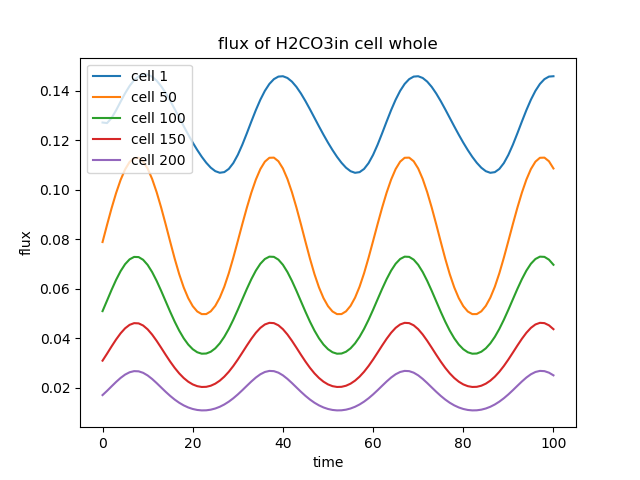 flux of H2CO3in cell whole
cell 1
cell 50
cell 100
cell 150
cell 200
flux
0.14
0.12
0.10
0.08
0.06
0.04
0.02
0 20 40 60 80 100
time